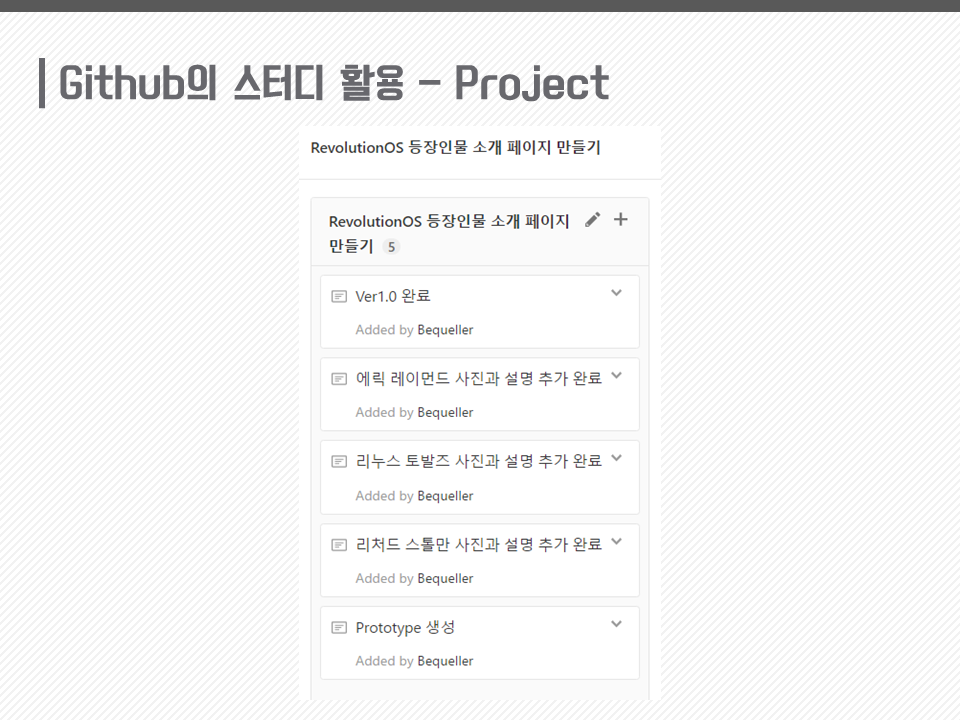 Github의 스터디 활용 - Project
RevolutionOS 등장인물 소개 페이지 만들기
RevolutionOS 등장인물 소개 페이지
만들기 5
Ver1.0 완료
Added by Bequeller
에릭 레이먼드 사진과 설명 추가 완료
Added by Bequeller
리누스 토발즈 사진과 설명 추가 완료
Added by Bequeller
리처드 스톨만 사진과 설명 추가 완료
Added by Bequeller
Prototype 생성
Added by Bequeller